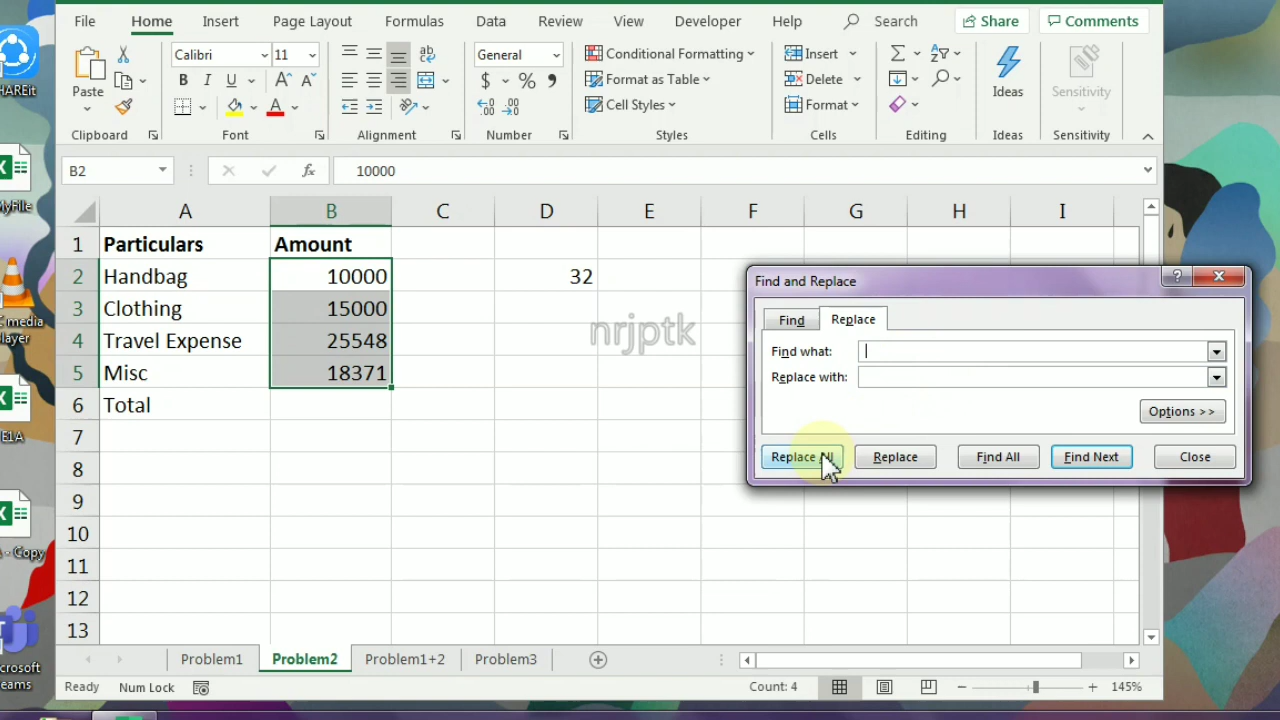 File Home Insert Page Layout Formulas Data Review View Developer Help Search Share Comments
Calibri 11 General Conditional Formatting Insert
Paste B I U Format as Table Delete Ideas Sensitivity
Cell Styles Format
Clipboard Font Alignment Number Styles Cells Editing Ideas Sensitivity
B2 fx 10000
A B C D E F G H I
1 Particulars Amount
2 Handbag 10000 32
3 Clothing 15000
4 Travel Expense 25548
5 Misc 18371
6 Total
7
8
9
10
11
12
13
nrjptk
Find and Replace
Find Replace
Find what:
Replace with:
Options >>
Replace All Replace Find All Find Next Close
Problem1 Problem2 Problem1+2 Problem3
Ready Num Lock Count: 4 145%
HAREit
MyFile
C media
layer
E1A
- Copy
crosoft
eams